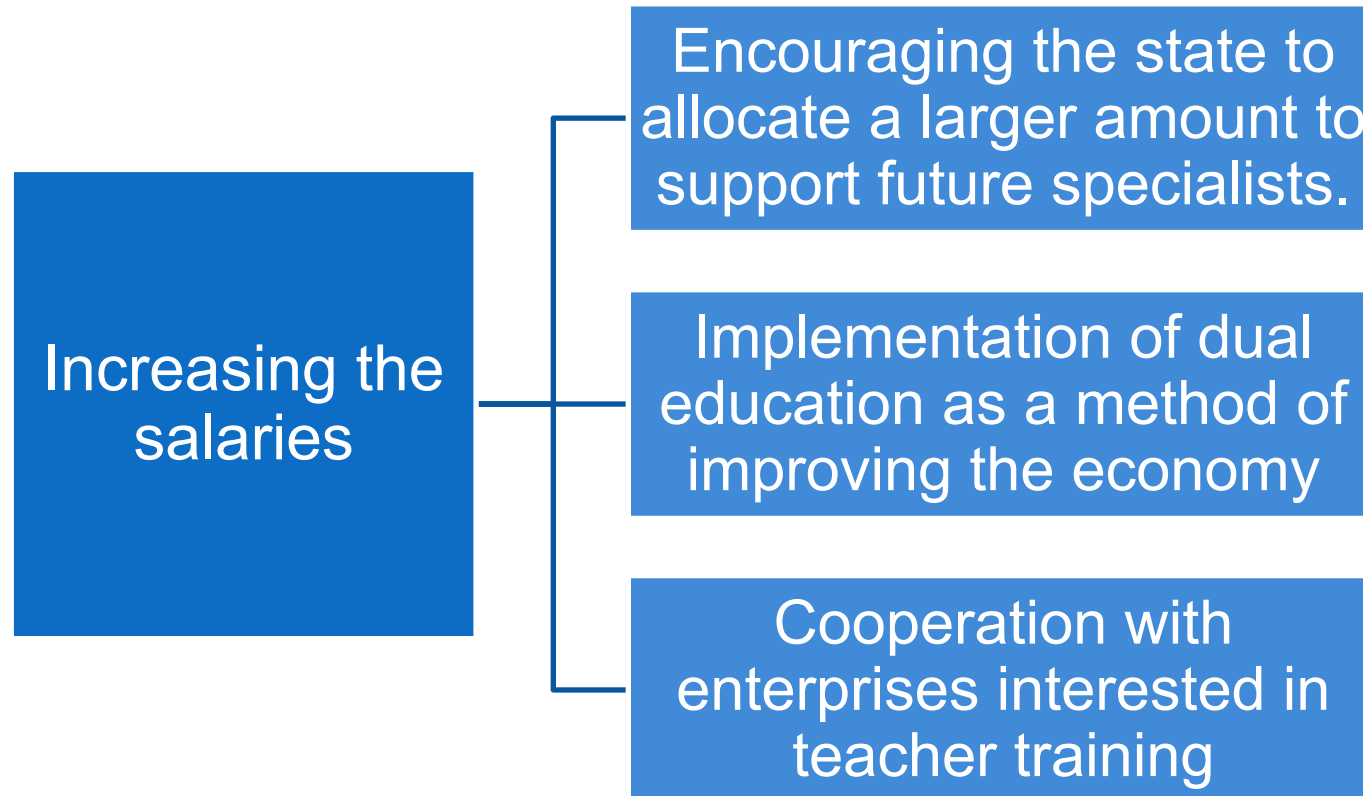 Increasing the
salaries
Encouraging the state to
allocate a larger amount to
support future specialists.
Implementation of dual
education as a method of
improving the economy
Cooperation with
enterprises interested in
teacher training